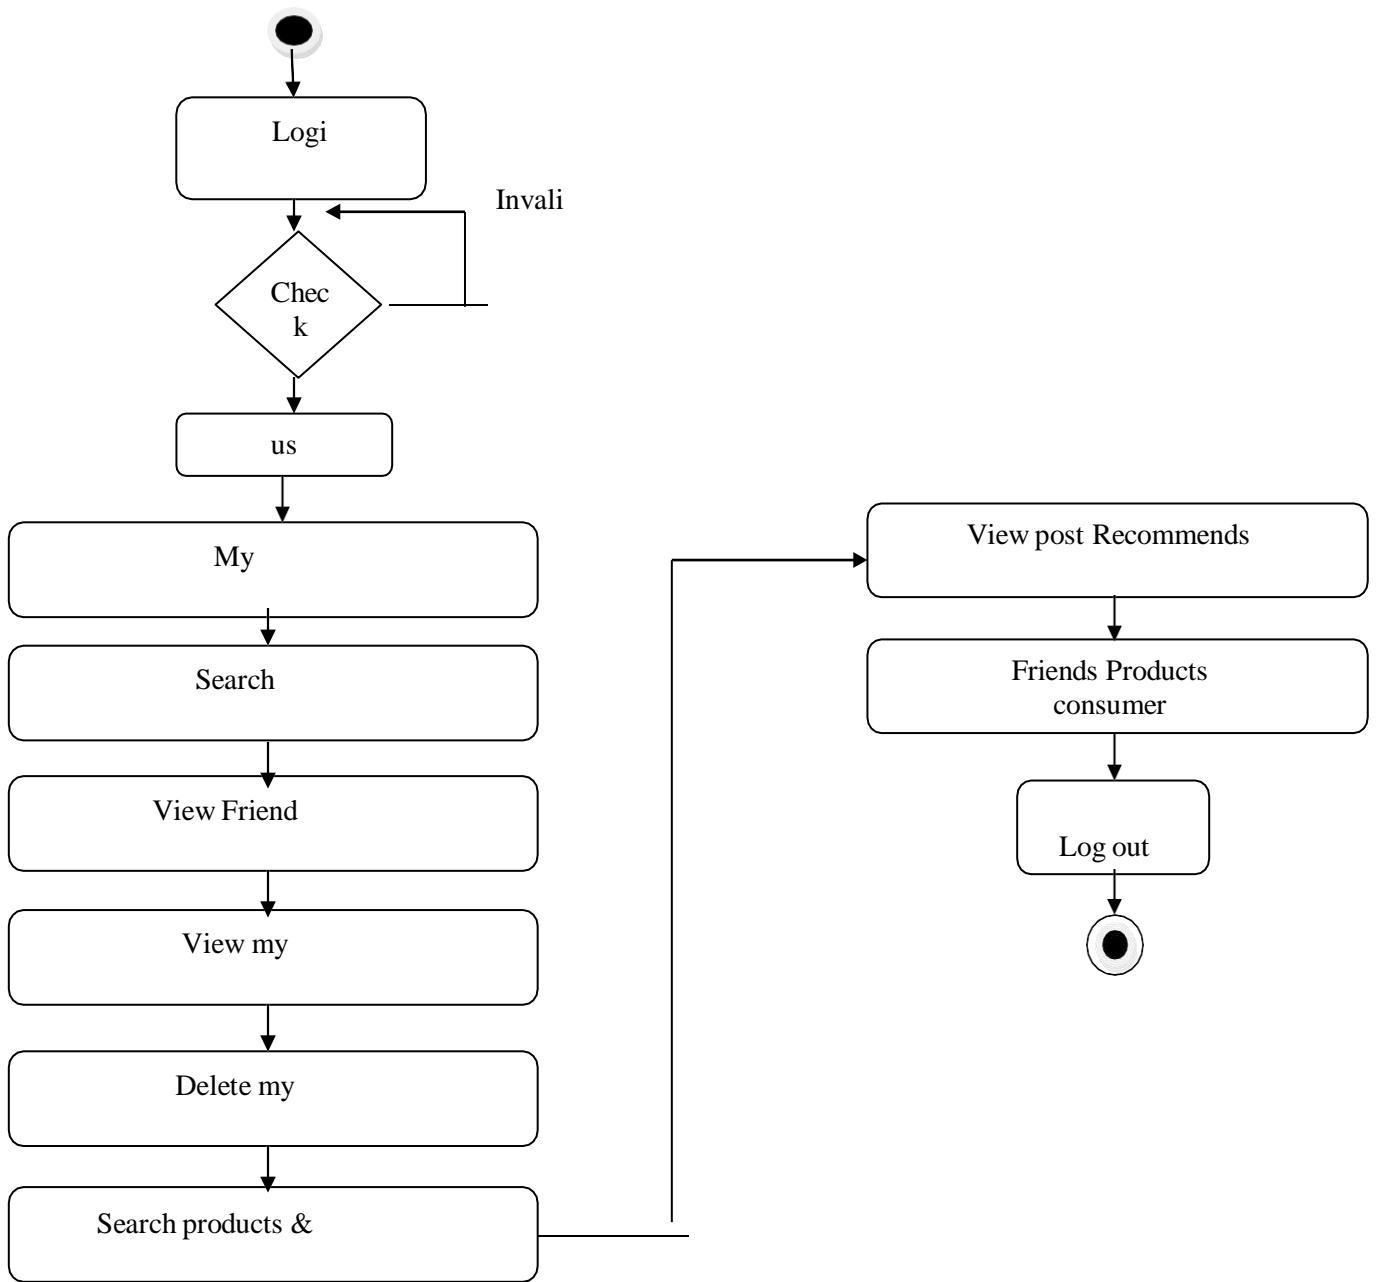 Logi
Invali
Chec
k
us
My
Search
View Friend
View my
Delete my
Search products &
View post Recommends
Friends Products
consumer
Log out